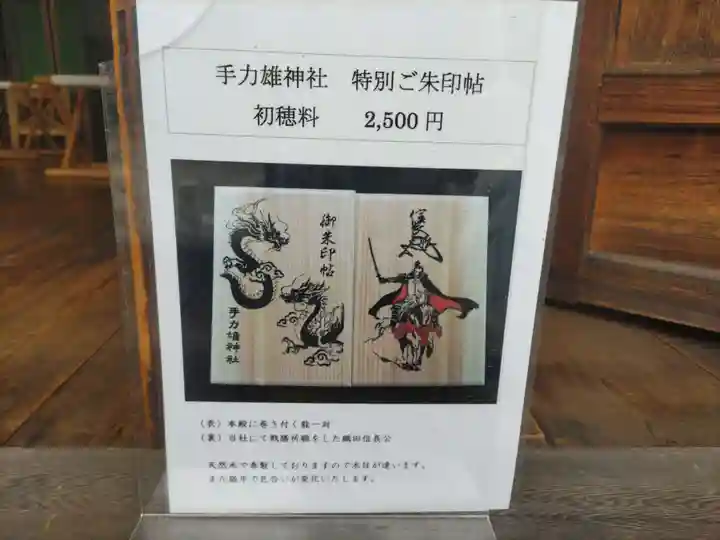 手力雄神社　特別ご朱印帖
初穂料　2,500円
御朱印帖
手力雄神社
（表）本殿に巻き付く龍一対
（裏）当社にて戦勝祈願をした織田信長公
天然木で奉製しておりますので木目が違います。
また経年で色合いが変化いたします。